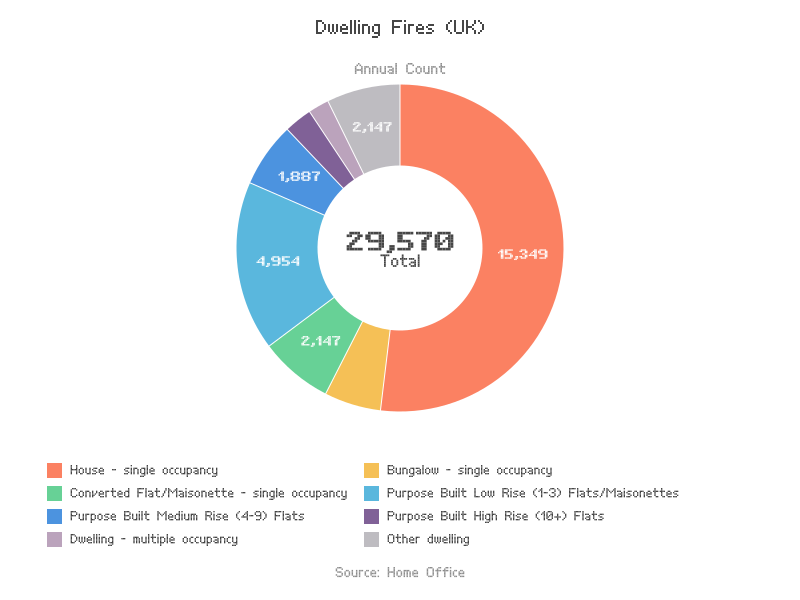 Dwelling Fires (UK)
Annual Count
2,147
1,887
29,570
Total
15,349
4,954
2,147
House - single occupancy
Bungalow - single occupancy
Converted Flat/Maisonette - single occupancy
Purpose Built Low Rise (1-3) Flats/Maisonettes
Purpose Built Medium Rise (4-9) Flats
Purpose Built High Rise (10+) Flats
Dwelling - multiple occupancy
Other dwelling
Source: Home Office